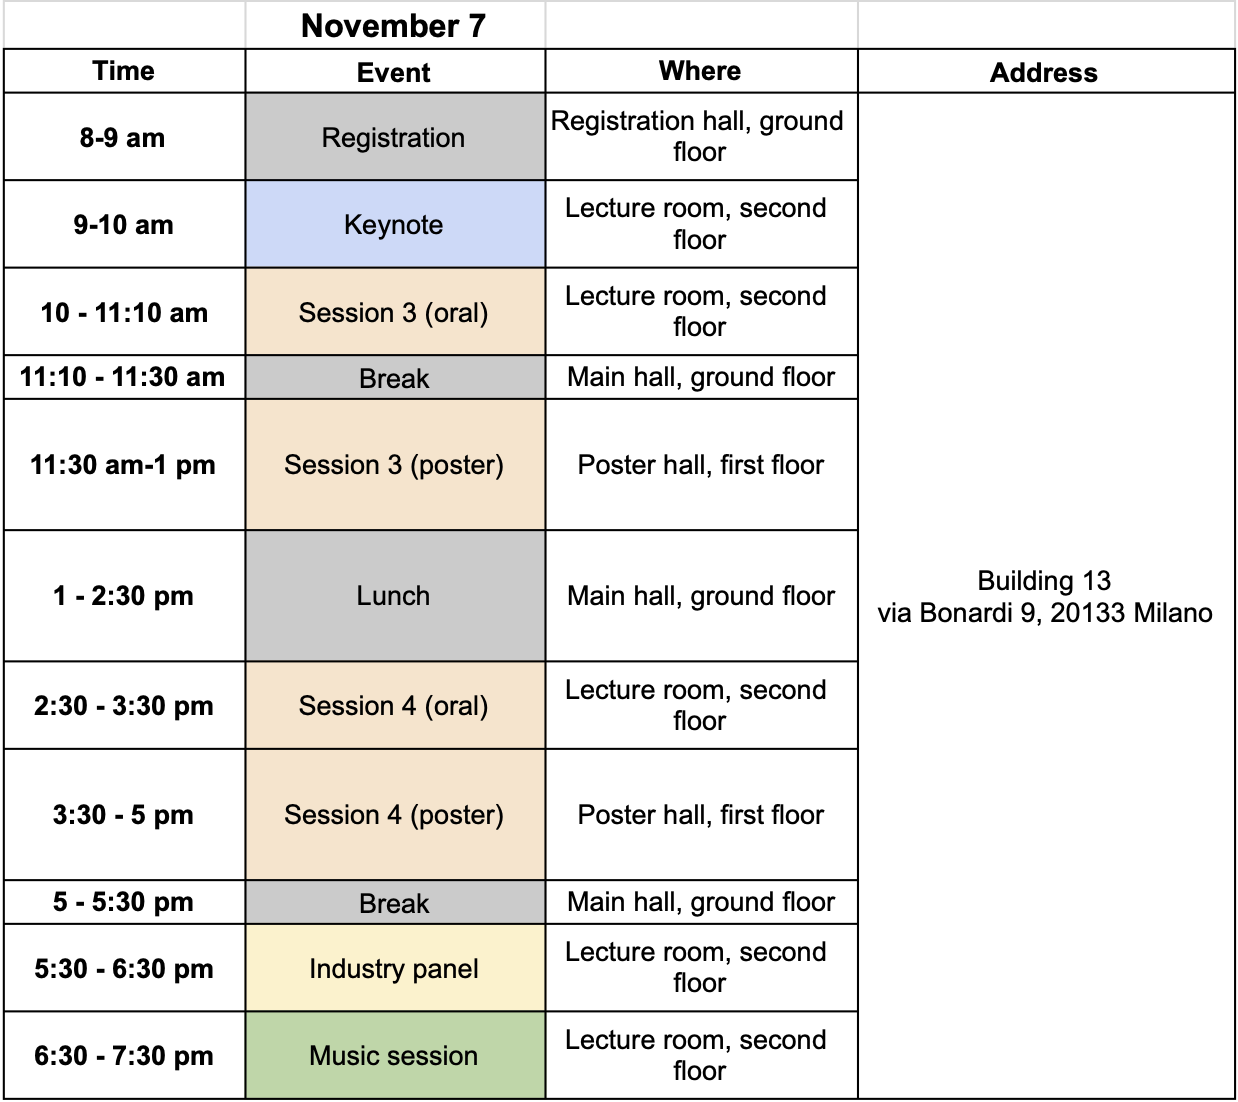 November 7
Time Event Where Address
8-9 am Registration Registration hall, ground
floor
9-10 am Keynote Lecture room, second
floor
10 - 11:10 am Session 3 (oral) Lecture room, second
floor
11:10 - 11:30 am Break Main hall, ground floor
11:30 am-1 pm Session 3 (poster) Poster hall, first floor
1 - 2:30 pm Lunch Main hall, ground floor
Building 13
via Bonardi 9, 20133 Milano
2:30 - 3:30 pm Session 4 (oral) Lecture room, second
floor
3:30 - 5 pm Session 4 (poster) Poster hall, first floor
5 - 5:30 pm Break Main hall, ground floor
5:30 - 6:30 pm Industry panel Lecture room, second
floor
6:30 - 7:30 pm Music session Lecture room, second
floor